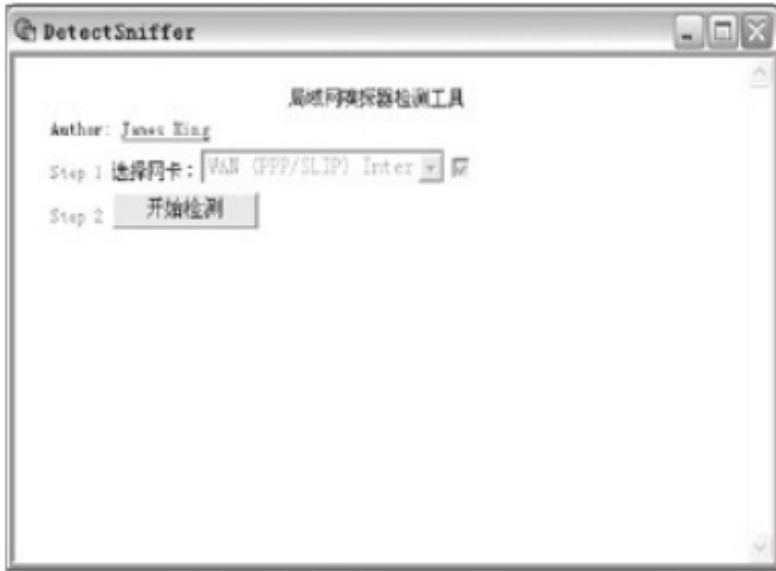 DetectSniffer
局域网嗅探器检测工具
Author: James King
Step 1 选择网卡： WAN (PPP/SLIP) Inter
Step 2 开始检测